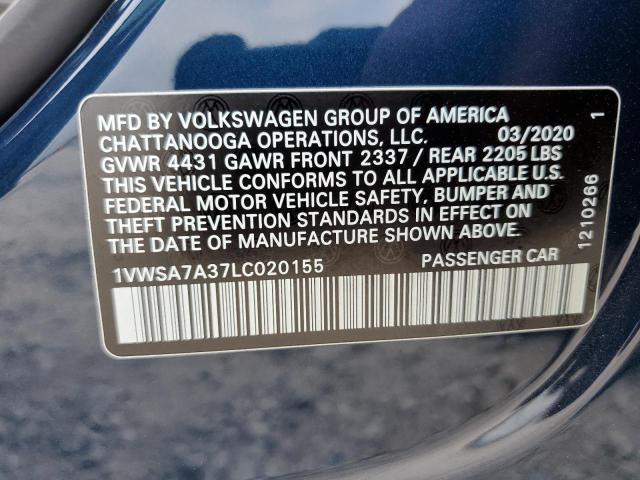 MFD BY VOLKSWAGEN GROUP OF AMERICA
CHATTANOOGA OPERATIONS, LLC. 03/2020
GVWR 4431 GAWR FRONT 2337 / REAR 2205 LBS
THIS VEHICLE CONFORMS TO ALL APPLICABLE U.S.
FEDERAL MOTOR VEHICLE SAFETY, BUMPER AND
THEFT PREVENTION STANDARDS IN EFFECT ON
THE DATE OF MANUFACTURE SHOWN ABOVE.
1VWSA7A37LC020155 PASSENGER CAR
1210266 1